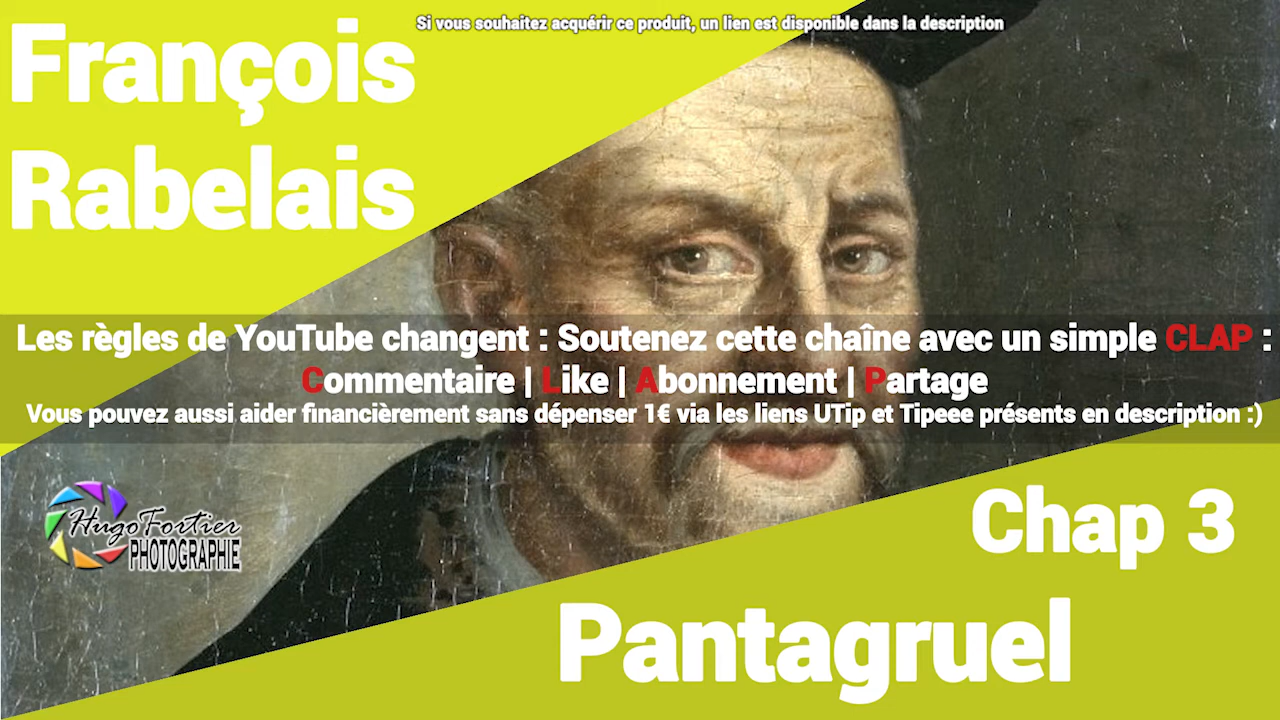 Si vous souhaitez acquérir ce produit, un lien est disponible dans la description
François
Rabelais
Les règles de YouTube changent : Soutenez cette chaîne avec un simple CLAP :
Commentaire | Like | Abonnement | Partage
Vous pouvez aussi aider financièrement sans dépenser 1€ via les liens UTip et Tipeee présents en description :)
HugoFortier
PHOTOGRAPHIE
Chap 3
Pantagruel